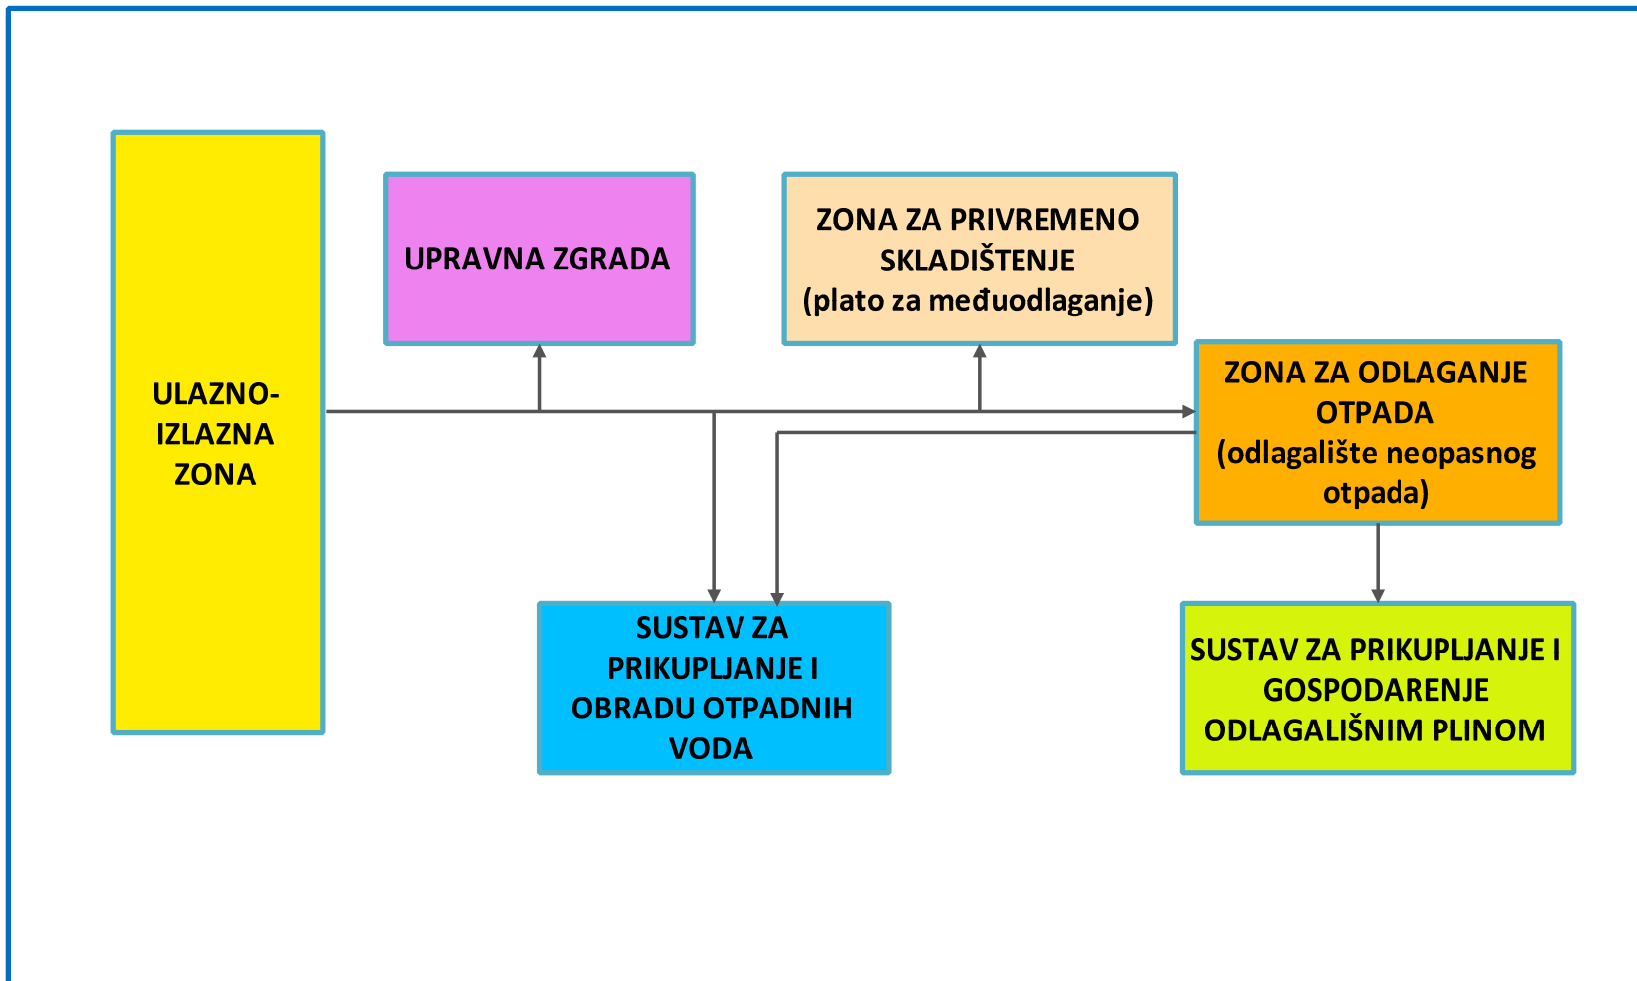 ULAZNO-
IZLAZNA
ZONA
UPRAVNA ZGRADA
ZONA ZA PRIVREMENO
SKLADIŠTENJE
(plato za međuodlaganje)
ZONA ZA ODLAGANJE
OTPADA
(odlagalište neopasnog
otpada)
SUSTAV ZA
PRIKUPLJANJE I
OBRADU OTPADNIH
VODA
SUSTAV ZA PRIKUPLJANJE I
GOSPODARENJE
ODLAGALIŠNIM PLINOM